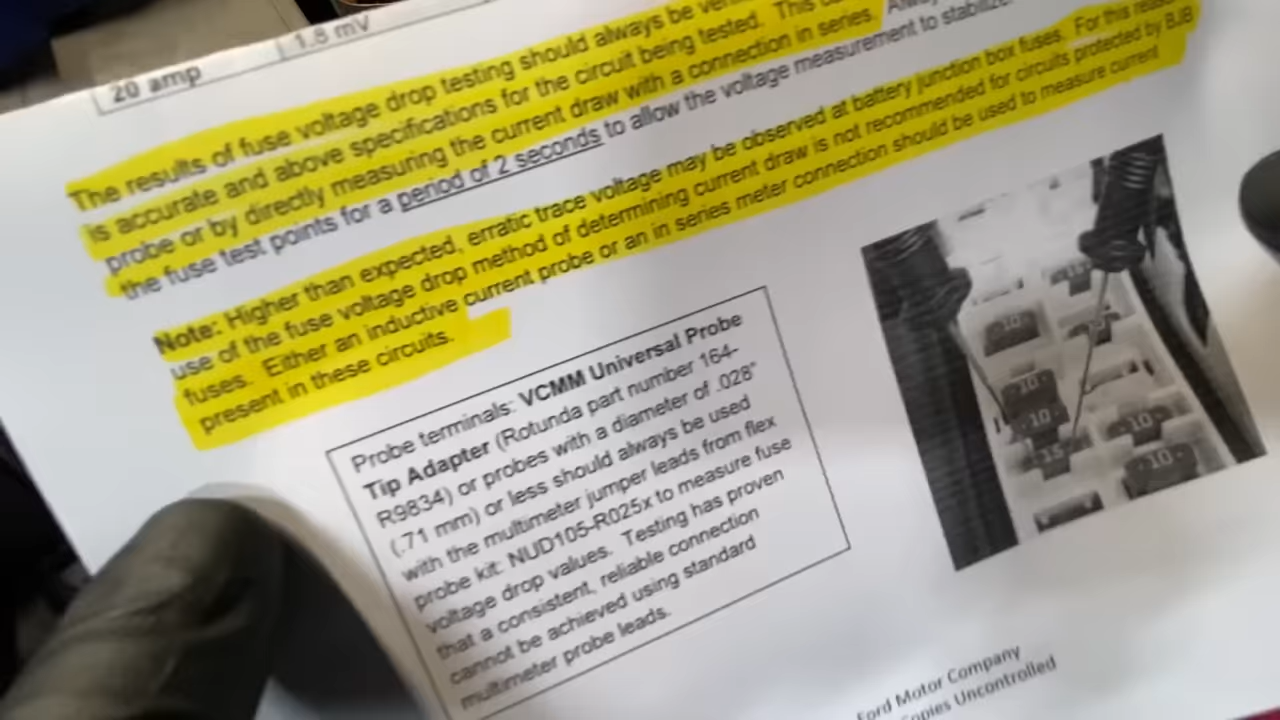 20 amp
1.8 mV
The results of fuse voltage drop testing should always be
is accurate and above specifications for the circuit being tested. This
probe or by directly measuring the current draw with a connection in series.
the fuse test points for a period of 2 seconds to allow the voltage measurement to stabilize.
Note: Higher than expected, erratic trace voltage may be observed at battery junction box fuses. For this reason
use of the fuse voltage drop method of determining current draw is not recommended for circuits protected by BJB
fuses. Either an inductive current probe or an in series meter connection should be used to measure current
present in these circuits.
Probe terminals: VCMM Universal Probe
Tip Adapter (Rotunda part number 164-
R9834) or probes with a diameter of .028"
(.71 mm) or less should always be used
with the multimeter jumper leads from flex
probe kit: NUD105-R025x to measure fuse
voltage drop values. Testing has proven
that a consistent, reliable connection
cannot be achieved using standard
multimeter probe leads.
10
10
10
15
10
10
Ford Motor Company
Copies Uncontrolled